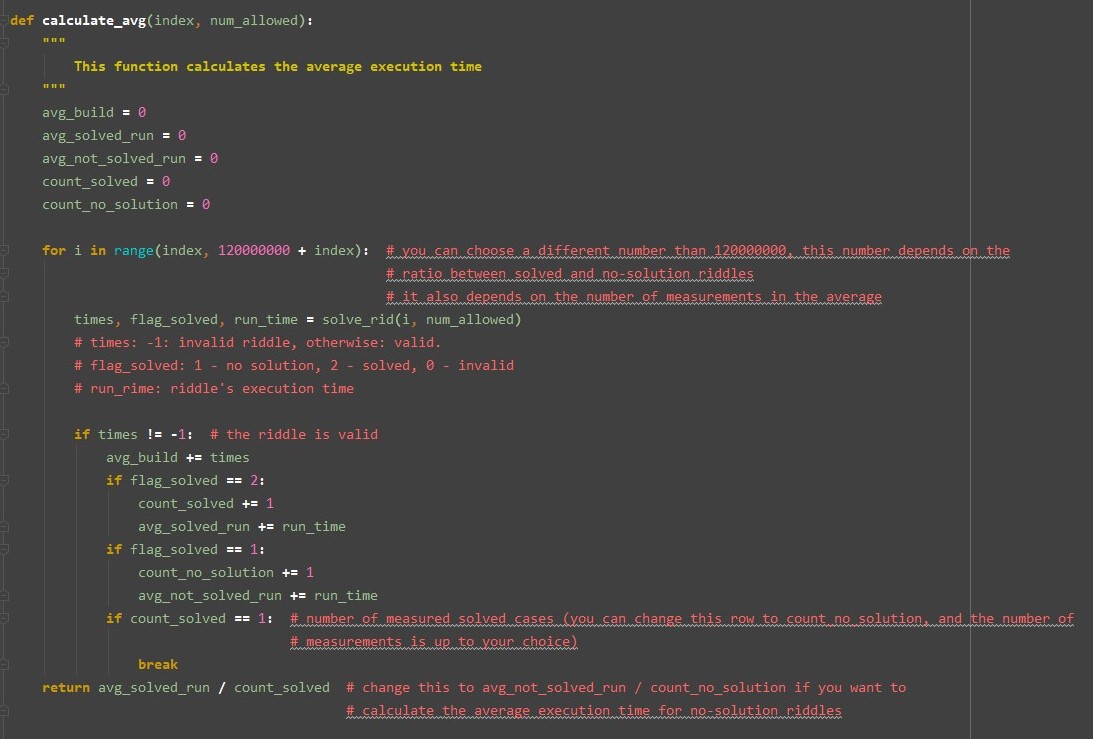 def calculate_avg(index, num_allowed):
    """
        This function calculates the average execution time
    """
    avg_build = 0
    avg_solved_run = 0
    avg_not_solved_run = 0
    count_solved = 0
    count_no_solution = 0

    for i in range(index, 120000000 + index):  # you can choose a different number than 120000000, this number depends on the
                                               # ratio between solved and no-solution riddles
                                               # it also depends on the number of measurements in the average
        times, flag_solved, run_time = solve_rid(i, num_allowed)
        # times: -1: invalid riddle, otherwise: valid.
        # flag_solved: 1 - no solution, 2 - solved, 0 - invalid
        # run_rime: riddle's execution time

        if times != -1:  # the riddle is valid
            avg_build += times
            if flag_solved == 2:
                count_solved += 1
                avg_solved_run += run_time
            if flag_solved == 1:
                count_no_solution += 1
                avg_not_solved_run += run_time
            if count_solved == 1:  # number of measured solved cases (you can change this row to count_no_solution, and the number of
                                   # measurements is up to your choice)
                break
    return avg_solved_run / count_solved  # change this to avg_not_solved_run / count_no_solution if you want to
                                          # calculate the average execution time for no-solution riddles